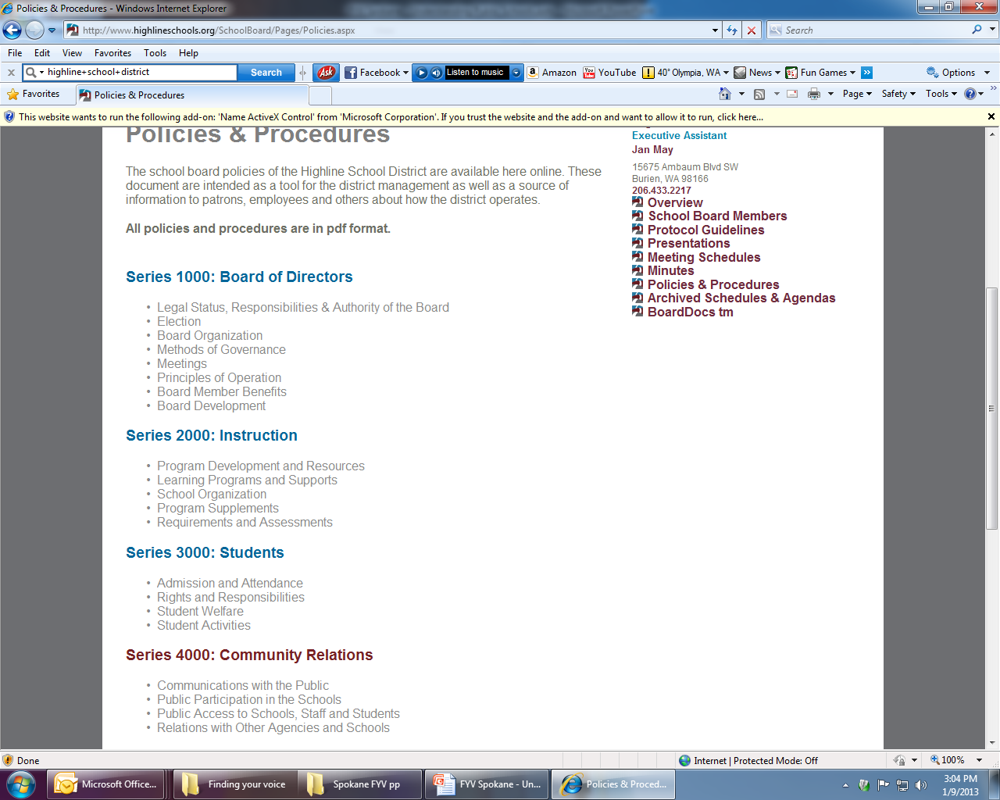 Policies & Procedures - Windows Internet Explorer
http://www.highlineschools.org/SchoolBoard/Pages/Policies.aspx
Search
File Edit View Favorites Tools Help
x highline+school+district Search Ask Facebook Listen to music Amazon YouTube 40° Olympia, WA News Fun Games Options
Favorites Policies & Procedures Page Safety Tools
This website wants to run the following add-on: 'Name ActiveX Control' from 'Microsoft Corporation'. If you trust the website and the add-on and want to allow it to run, click here...
Policies & Procedures
The school board policies of the Highline School District are available here online. These
document are intended as a tool for the district management as well as a source of
information to patrons, employees and others about how the district operates.
All policies and procedures are in pdf format.
Series 1000: Board of Directors
• Legal Status, Responsibilities & Authority of the Board
• Election
• Board Organization
• Methods of Governance
• Meetings
• Principles of Operation
• Board Member Benefits
• Board Development
Series 2000: Instruction
• Program Development and Resources
• Learning Programs and Supports
• School Organization
• Program Supplements
• Requirements and Assessments
Series 3000: Students
• Admission and Attendance
• Rights and Responsibilities
• Student Welfare
• Student Activities
Series 4000: Community Relations
• Communications with the Public
• Public Participation in the Schools
• Public Access to Schools, Staff and Students
• Relations with Other Agencies and Schools
Executive Assistant
Jan May
15675 Ambaum Blvd SW
Burien, WA 98166
206.433.2217
Overview
School Board Members
Protocol Guidelines
Presentations
Meeting Schedules
Minutes
Policies & Procedures
Archived Schedules & Agendas
BoardDocs tm
Done Internet | Protected Mode: Off 100%
Microsoft Office... Finding your voice Spokane FYV pp FYV Spokane - Un... Policies & Proced... 3:04 PM
1/9/2013